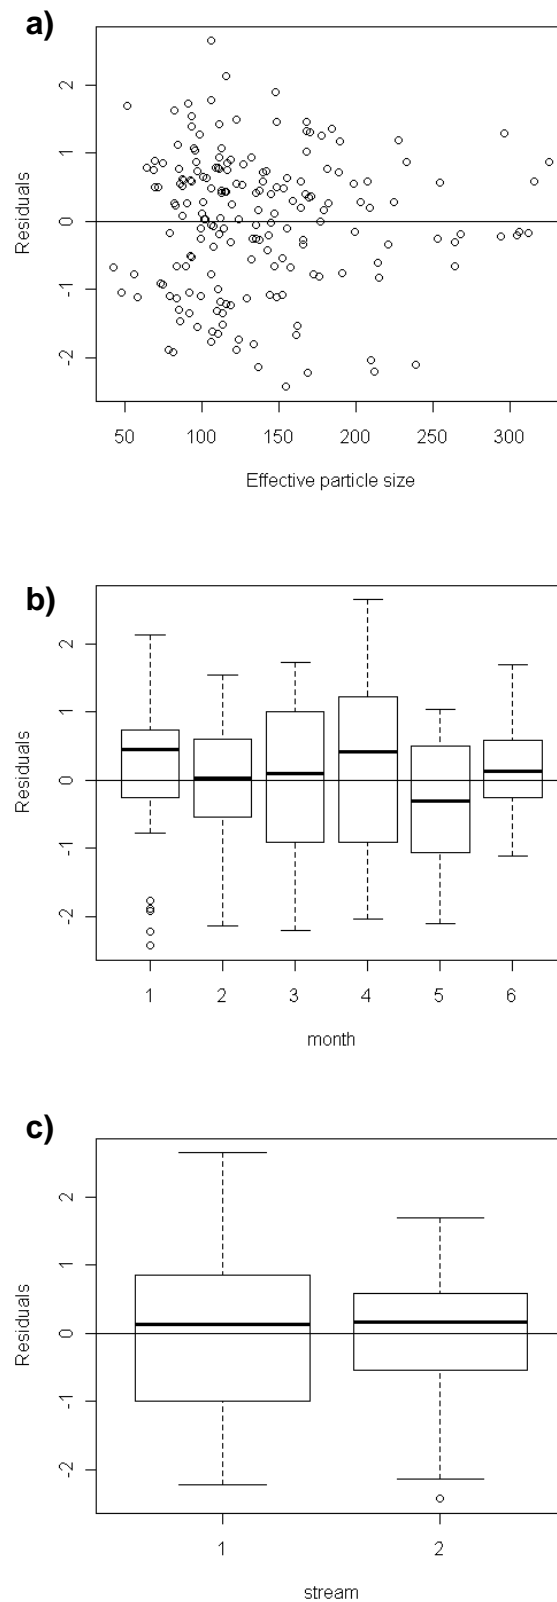 a)
2
1
0
-1
-2
Residuals
50 100 150 200 250 300
Effective particle size
b)
2
1
0
-1
-2
Residuals
1 2 3 4 5 6
month
c)
2
1
0
-1
-2
Residuals
1 2
stream